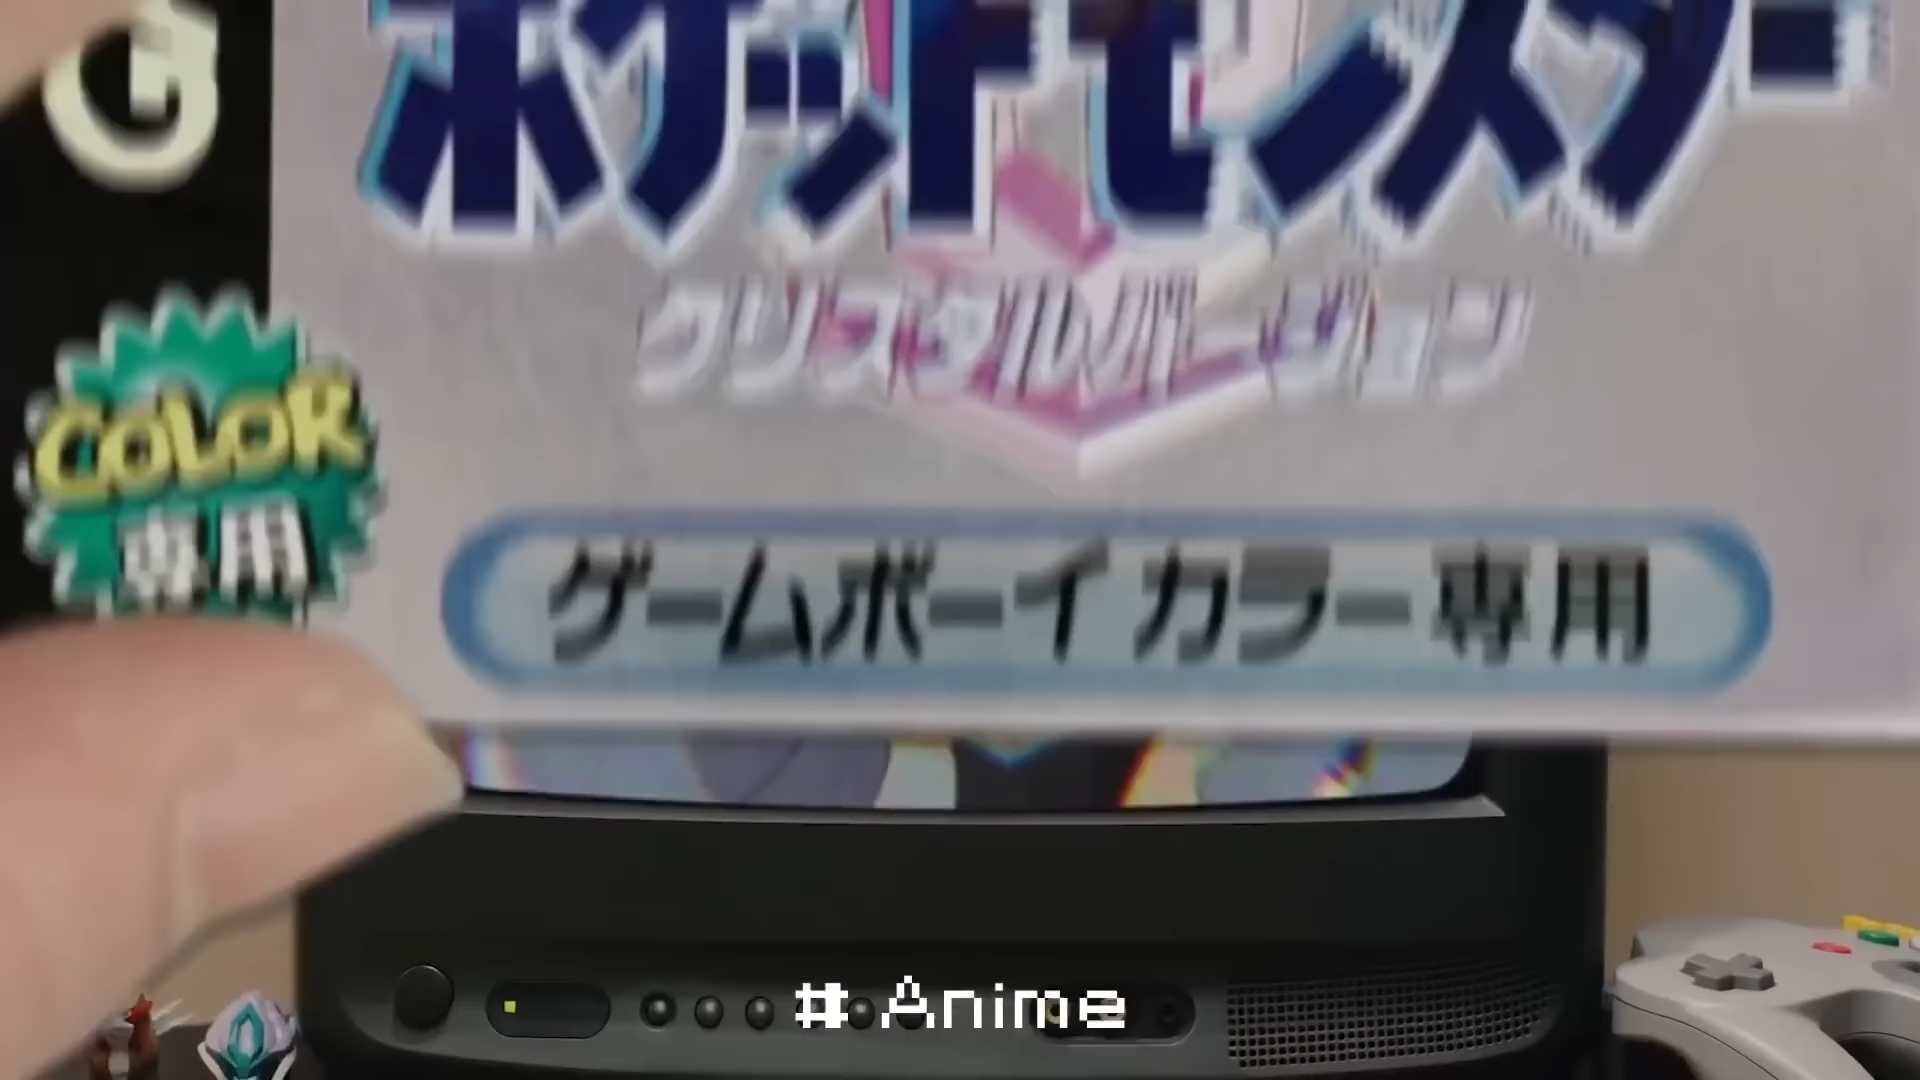 G
ポケットモンスター
クリスタルバージョン
COLOR
専用
ゲームボーイカラー専用
# Anime